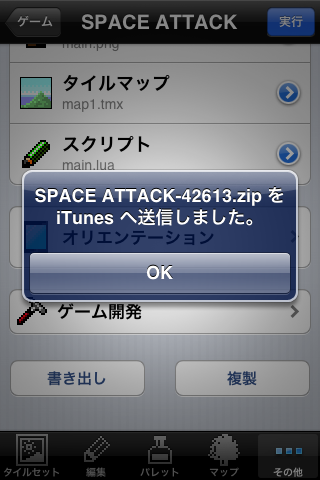 ゲーム
SPACE ATTACK
実行
main.png
タイルマップ
map1.tmx
スクリプト
main.lua
SPACE ATTACK-42613.zip を
iTunes へ送信しました。
オリエンテーション
OK
ゲーム開発
書き出し
複製
タイルセット
編集
パレット
マップ
その他